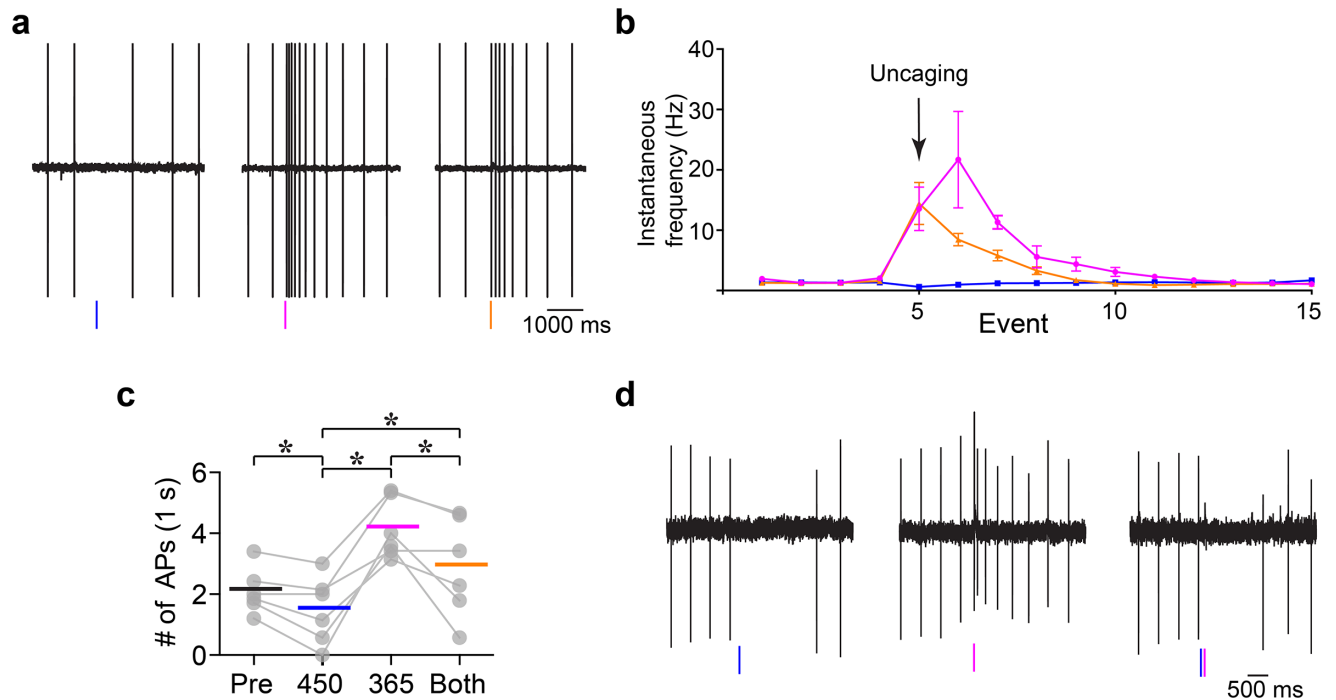 a
1000 ms
b
40
30
20
10
Instantaneous
frequency (Hz)
Uncaging
5
10
15
Event
c
*
*
*
*
6
4
2
0
# of APs (1 s)
Pre
450
365
Both
d
500 ms